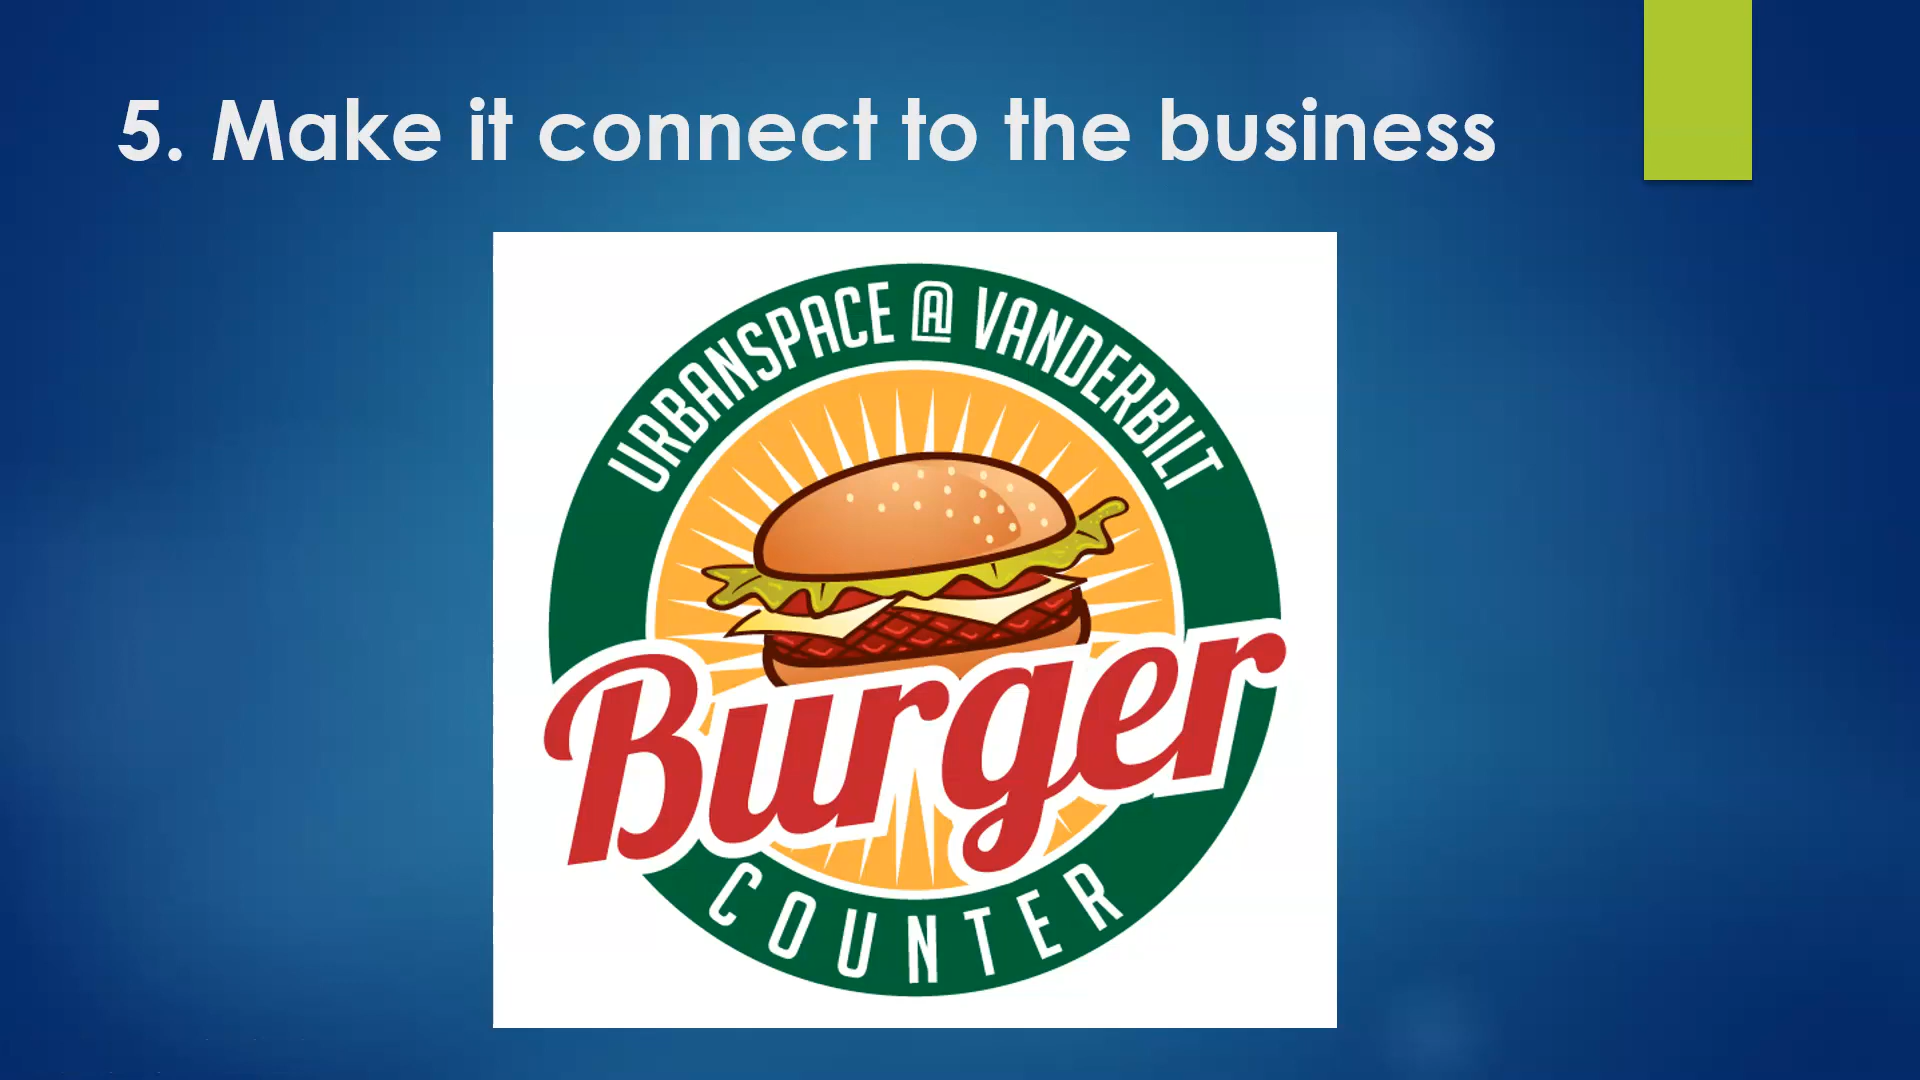 5. Make it connect to the business
URBANSPACE @ VANDERBILT
Burger
COUNTER